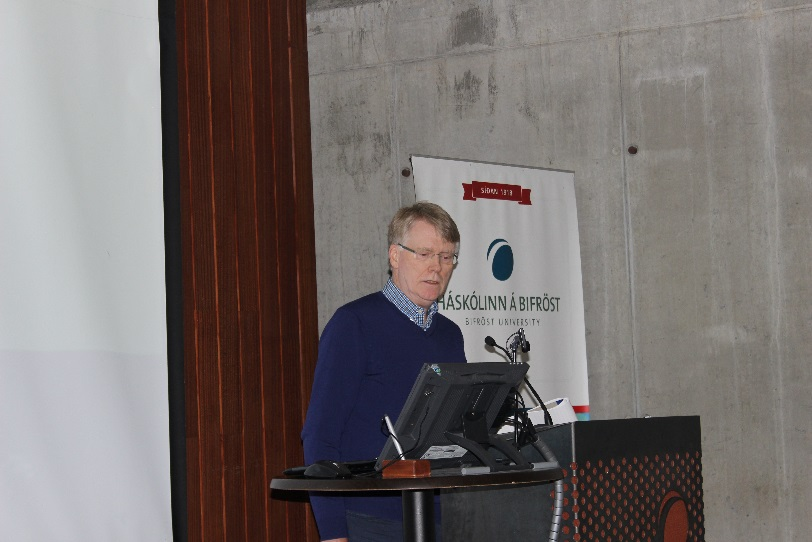 SÍÐAN 1918
HÁSKÓLINN Á BIFRÖST
BIFRÖST UNIVERSITY